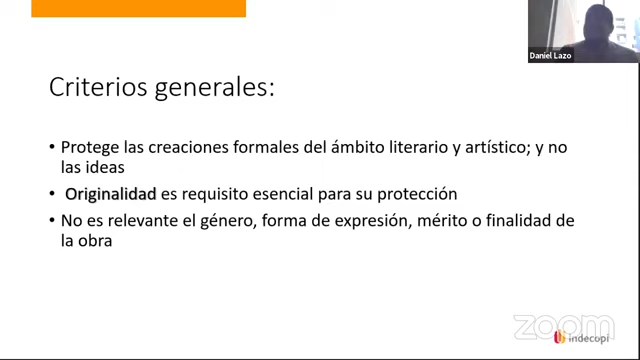 Daniel Lazo
Criterios generales:
• Protege las creaciones formales del ámbito literario y artístico; y no
las ideas
• Originalidad es requisito esencial para su protección
• No es relevante el género, forma de expresión, mérito o finalidad de
la obra
zoom
indecopi